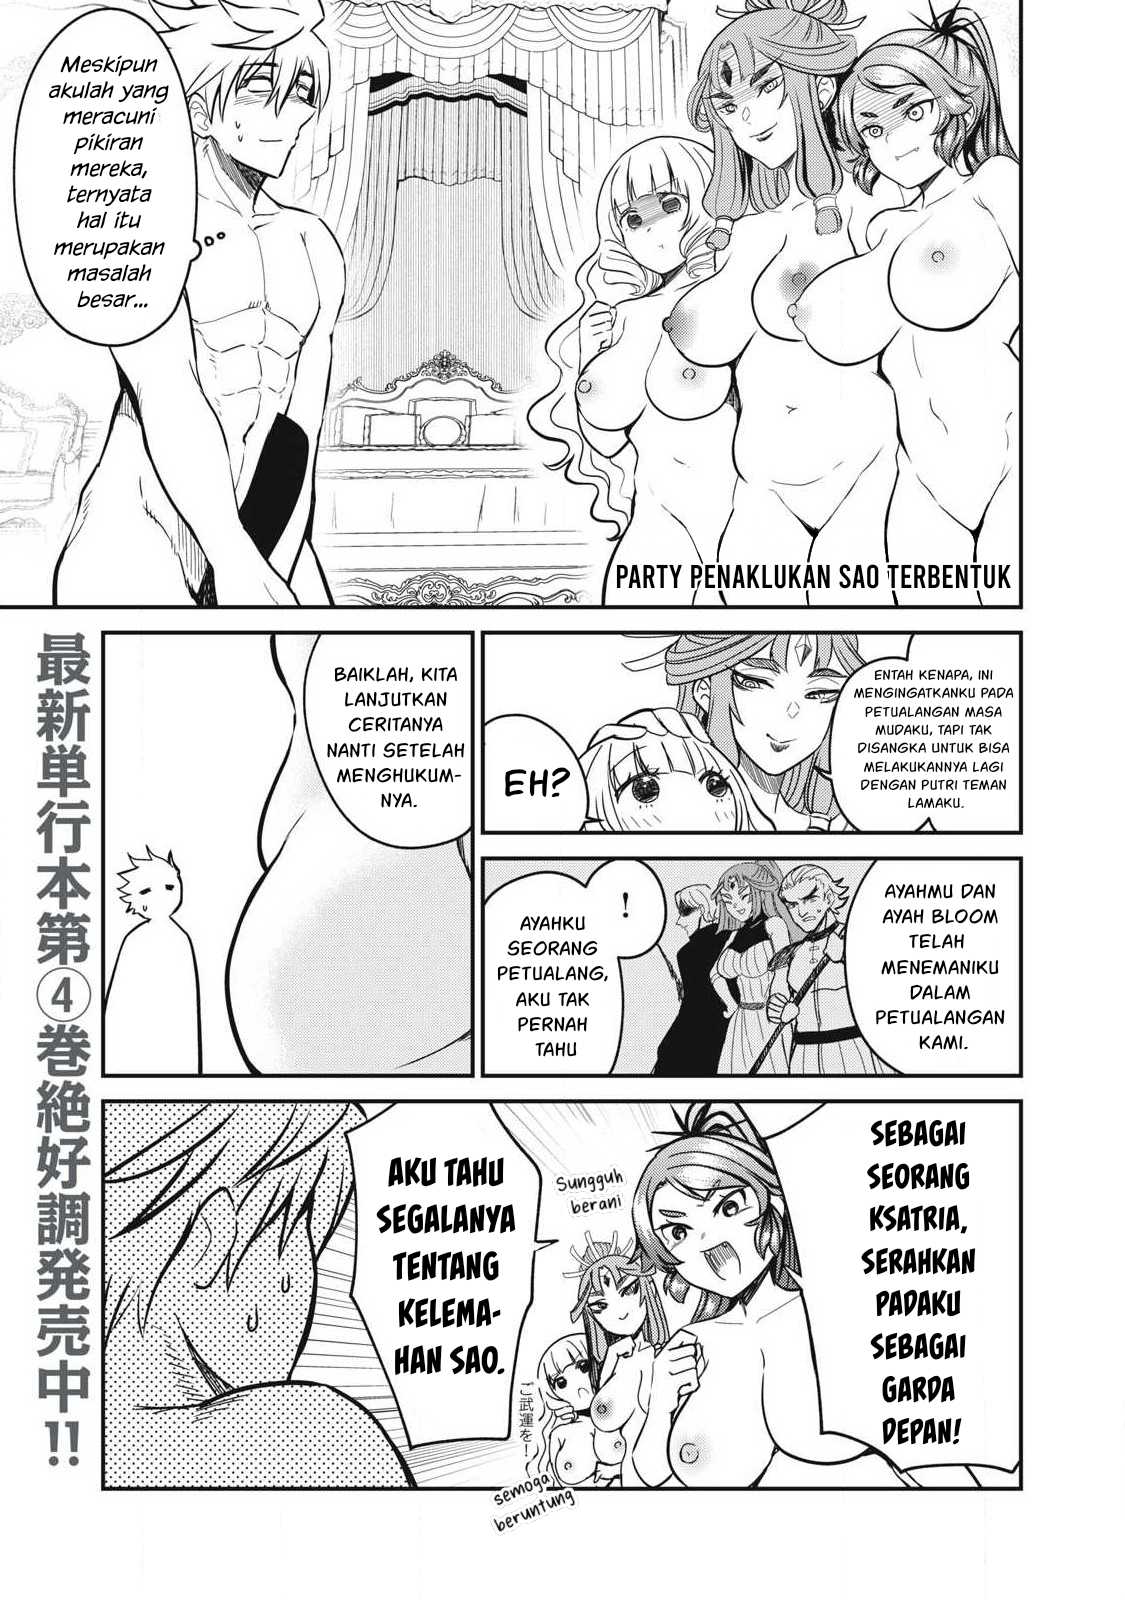 Meskipun
akulah yang
meracuni
pikiran
mereka,
ternyata
hal itu
merupakan
masalah
besar...
PARTY PENAKLUKAN SAO TERBENTUK
ENTAH KENAPA, INI
MENGINGATKANKU PADA
PETUALANGAN MASA
MUDAKU, TAPI TAK
DISANGKA UNTUK BISA
MELAKUKANNYA LAGI
DENGAN PUTRI TEMAN
LAMAKU.
EH?
BAIKLAH, KITA
LANJUTKAN
CERITANYA
NANTI SETELAH
MENGHUKUM-
NYA.
AYAHMU DAN
AYAH BLOOM
TELAH
MENEMANIKU
DALAM
PETUALANGAN
KAMI.
!
AYAHKU
SEORANG
PETUALANG,
AKU TAK
PERNAH
TAHU
SEBAGAI
SEORANG
KSATRIA,
SERAHKAN
PADAKU
SEBAGAI
GARDA
DEPAN!
Sungguh
berani
AKU TAHU
SEGALANYA
TENTANG
KELEMA-
HAN SAO.
ご武運を!
semoga
beruntung
最新単行本第④巻絶好調発売中!!